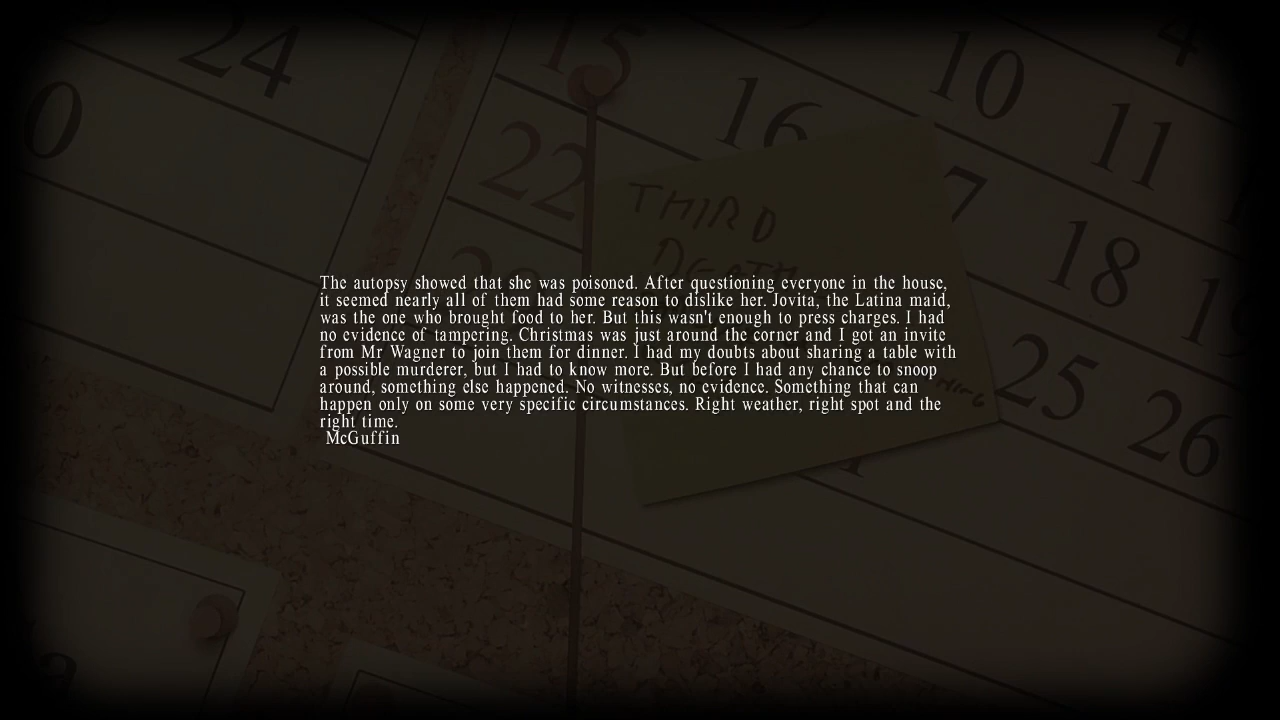 24
15
4
0
22
16
10
11
THIRD
DEATH
7
18
19
The autopsy showed that she was poisoned. After questioning everyone in the house,
it seemed nearly all of them had some reason to dislike her. Jovita, the Latina maid,
was the one who brought food to her. But this wasn't enough to press charges. I had
no evidence of tampering. Christmas was just around the corner and I got an invite
from Mr Wagner to join them for dinner. I had my doubts about sharing a table with
a possible murderer, but I had to know more. But before I had any chance to snoop
around, something else happened. No witnesses, no evidence. Something that can
happen only on some very specific circumstances. Right weather, right spot and the
right time.
McGuffin
25
26